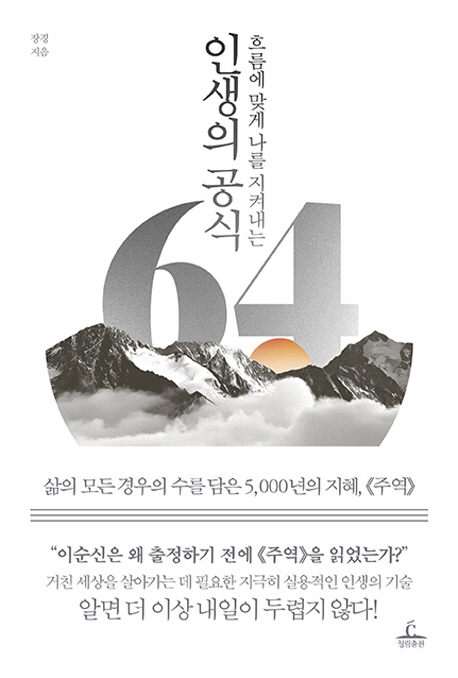 장경
지음
흐름에 맞게 나를 지켜내는
인생의 공식
64
삶의 모든 경우의 수를 담은 5,000년의 지혜, 《주역》
“이순신은 왜 출정하기 전에 《주역》을 읽었는가?”
거친 세상을 살아가는 데 필요한 지극히 실용적인 인생의 기술
알면 더 이상 내일이 두렵지 않다!
청림출판